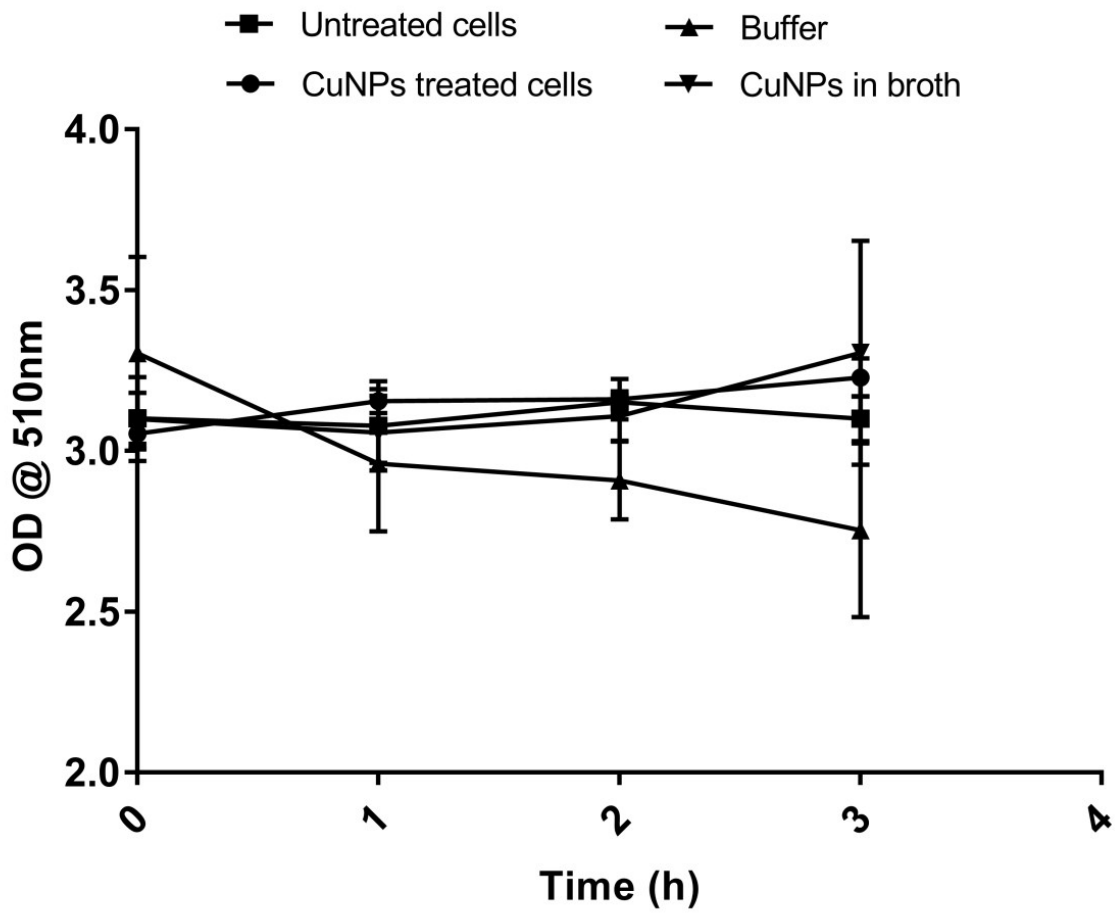 Untreated cells
Buffer
CuNPs treated cells
CuNPs in broth
4.0
3.5
3.0
2.5
2.0
OD @ 510nm
0
1
2
3
4
Time (h)